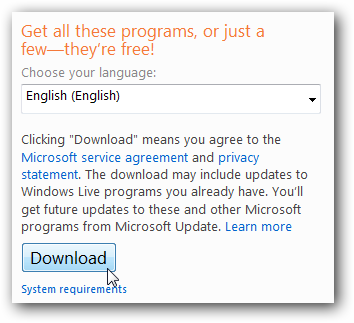 Get all these programs, or just a
few—they're free!
Choose your language:
English (English)
Clicking "Download" means you agree to the
Microsoft service agreement and privacy
statement. The download may include updates to
Windows Live programs you already have. You'll
get future updates to these and other Microsoft
programs from Microsoft Update. Learn more
Download
System requirements